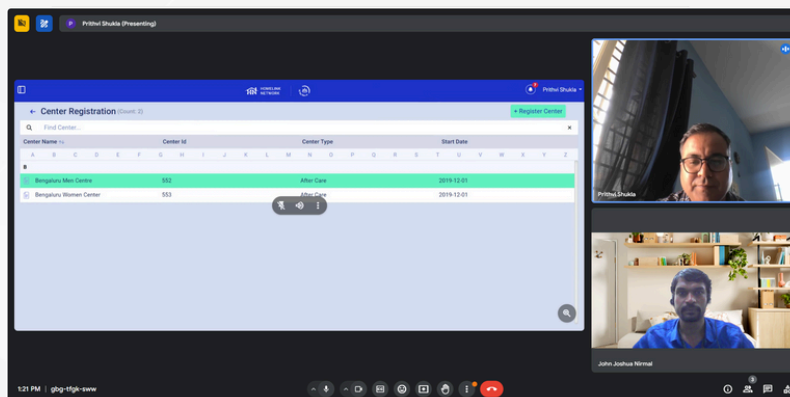 P Prithvi Shukla (Presenting)
HOMELINK
NETWORK
Prithvi Shukla
← Center Registration (Count: 2)
+ Register Center
Find Center...
Center Name Center Id Center Type Start Date
A B C D E F G H I J K L M N O P Q R S T U V W X Y Z
B
Bengaluru Men Centre 552 After Care 2019-12-01
Bengaluru Women Center 553 After Care 2019-12-01
Prithvi Shukla
John Joshus Nirmal
1:21 PM | gbg-tfgk-sww
3